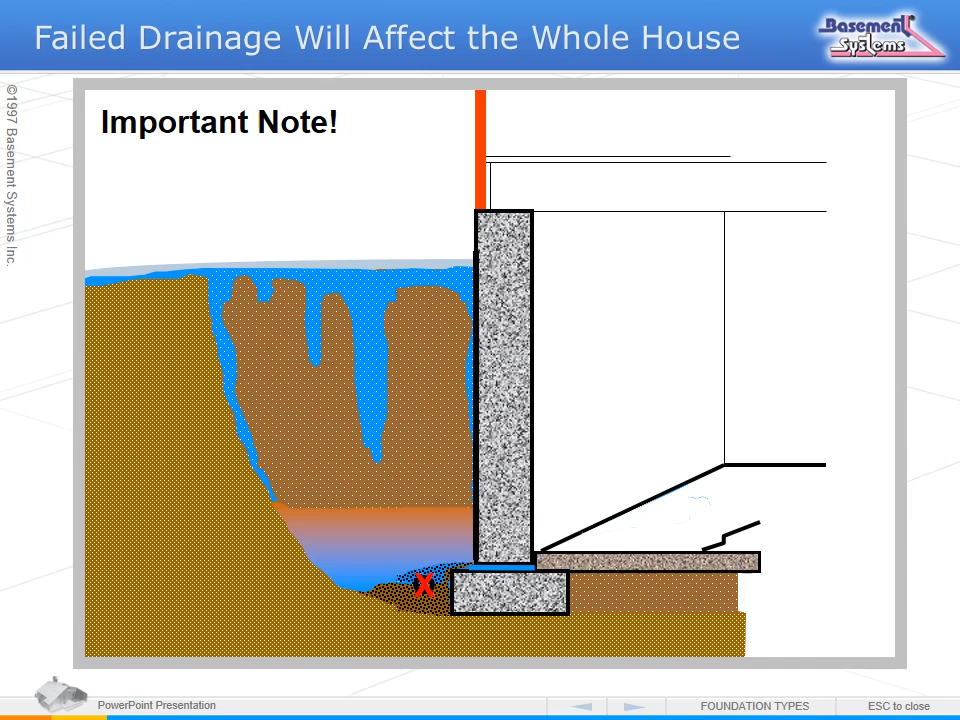 Failed Drainage Will Affect the Whole House
Basement
Systems
©1997 Basement Systems Inc.
Important Note!
X
PowerPoint Presentation
FOUNDATION TYPES
ESC to close